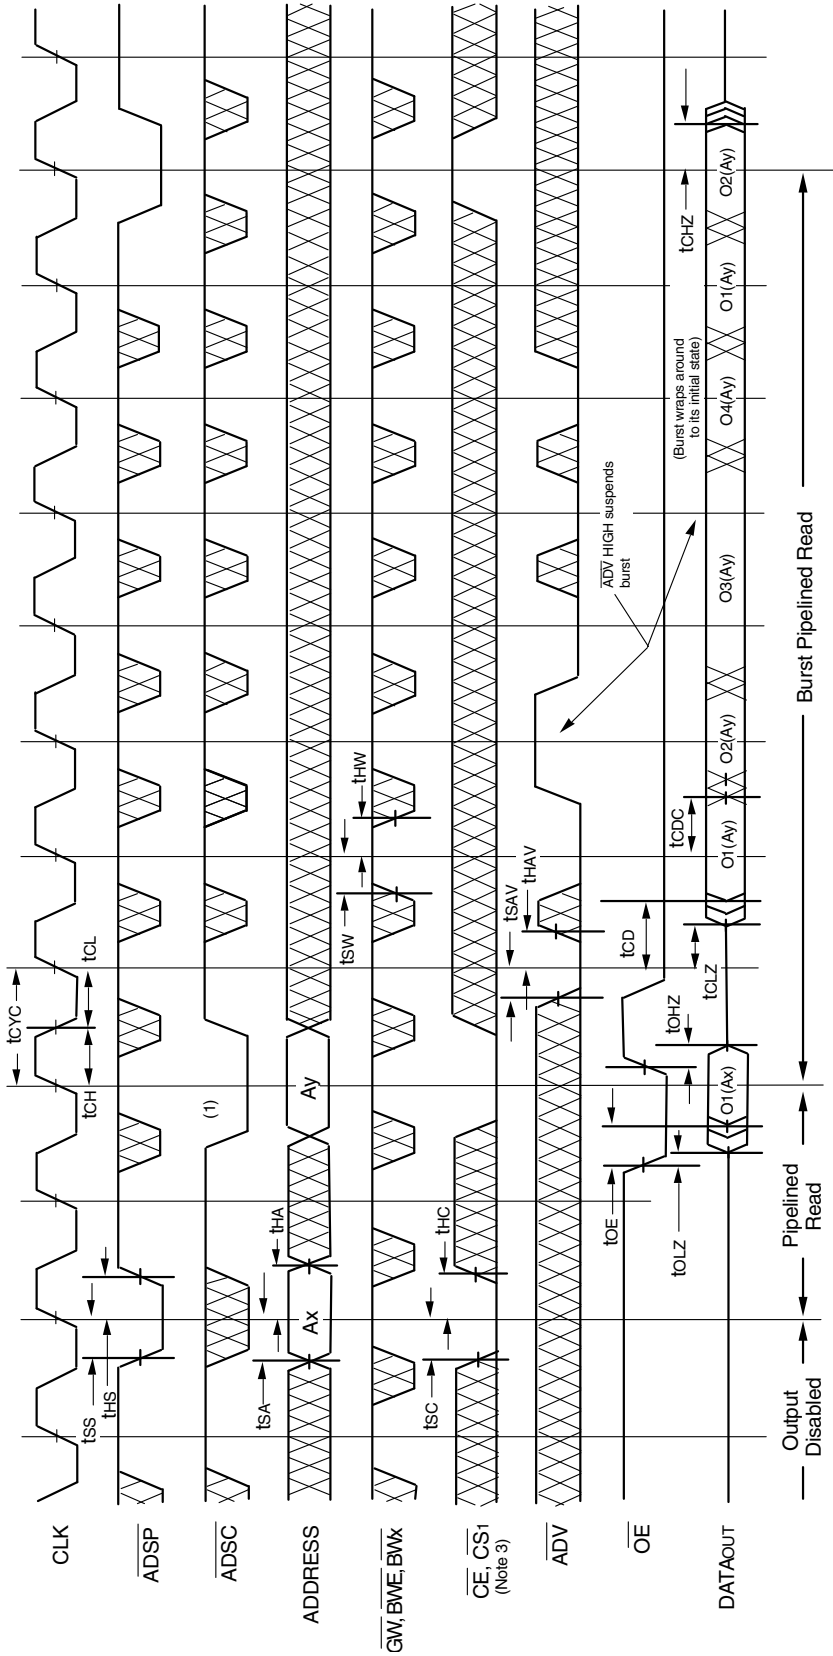 CLK
tCYC
tCH
tCL
ADSP
tSS
tHS
ADSC
(1)
ADDRESS
tSA
tHA
Ax
Ay
GW, BWE, BWx
tSW
tHW
CE, CS1
(Note 3)
tSC
tHC
ADV
tSAV
tHAV
ADV HIGH suspends
burst
OE
tOE
tOHZ
tCD
tOLZ
tCLZ
tCDC
tCHZ
(Burst wraps around
to its initial state)
DATAOUT
O1(Ax)
O1(Ay)
O2(Ay)
O3(Ay)
O4(Ay)
O1(Ay)
O2(Ay)
Output
Disabled
Pipelined
Read
Burst Pipelined Read